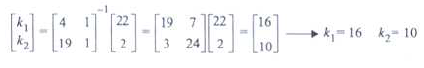 [k₁ k₂] = [4 1 19 1]⁻¹ [22 2] = [19 7 3 24] [22 2] = [16 10] → k₁ = 16 k₂ = 10